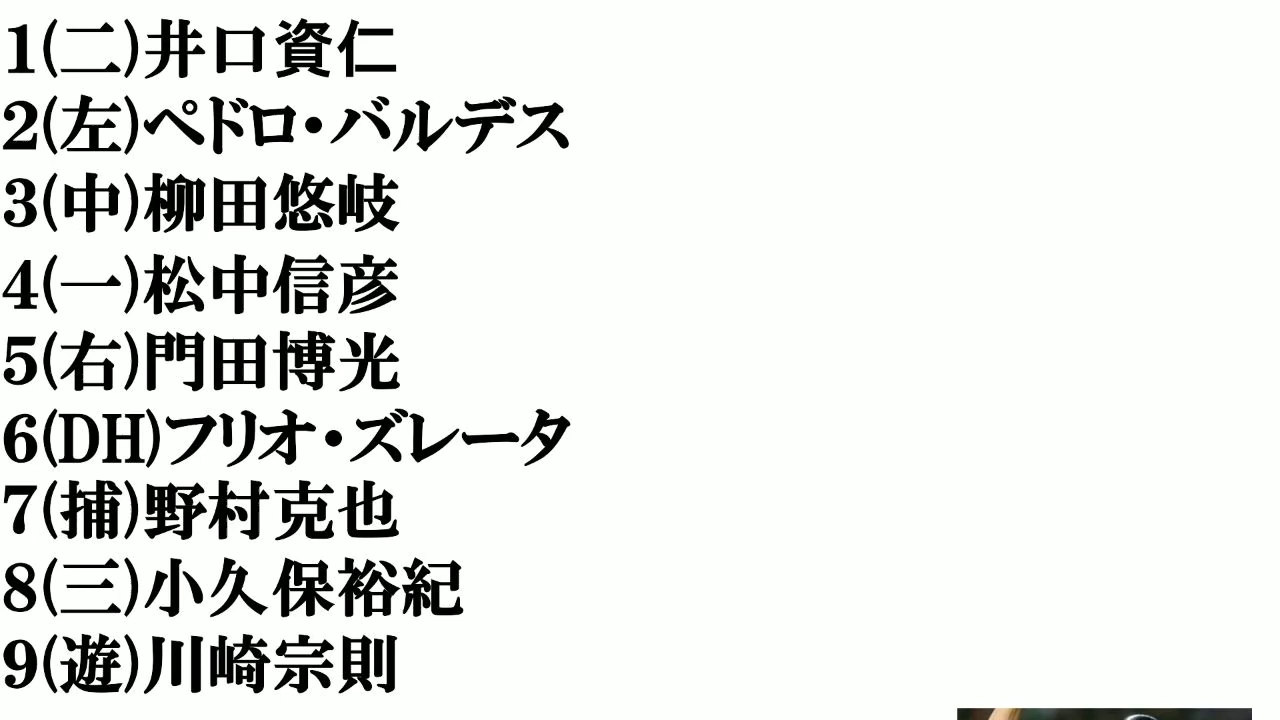 1(二)井口資仁
2(左)ペドロ・バルデス
3(中)柳田悠岐
4(一)松中信彦
5(右)門田博光
6(DH)フリオ・ズレータ
7(捕)野村克也
8(三)小久保裕紀
9(遊)川崎宗則